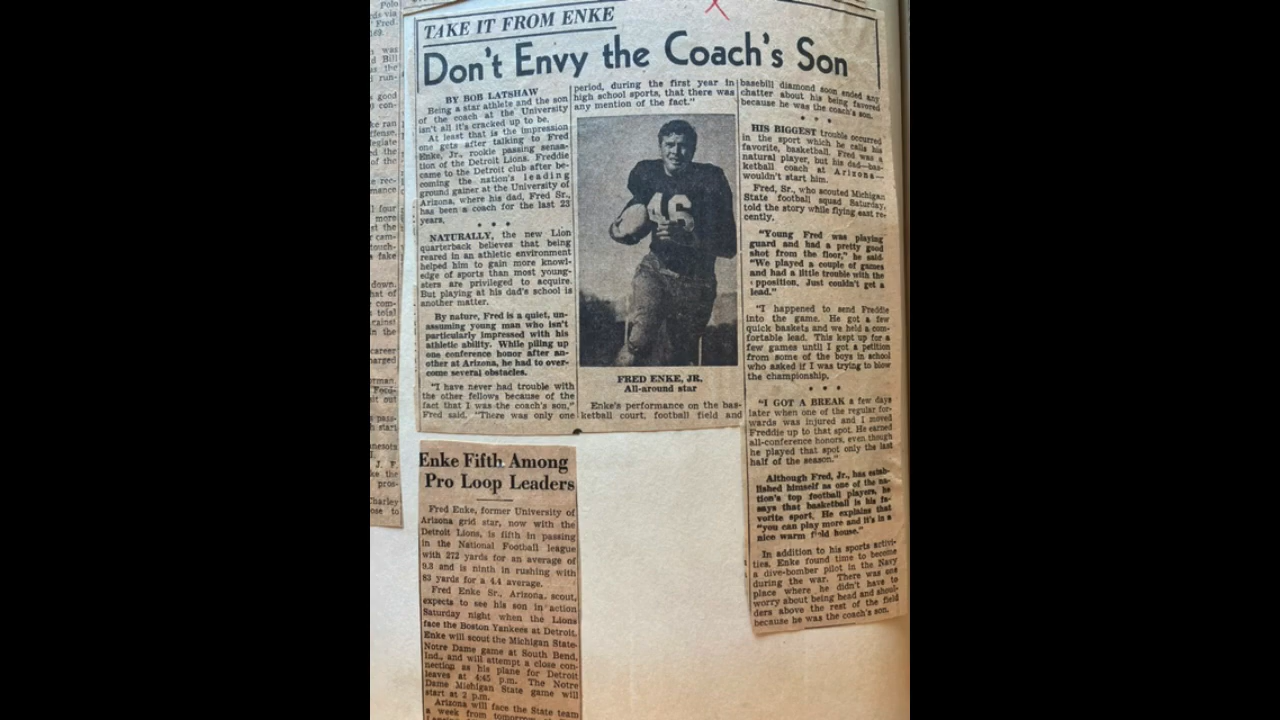 Polo
TAKE IT FROM ENKE
Don't Envy the Coach's Son
BY BOB LATSHAW
Being a star athlete and the son
of the coach at the University
isn't all it's cracked up to be.
At least that is the impression
one gets after talking to Fred
Enke, Jr., rookie passing sensa-
tion of the Detroit Lions. Freddie
came to the Detroit club after be-
coming the nation's leading
ground gainer at the University of
Arizona, where his dad, Fred Sr.,
has been a coach for the last 23
years.
* * *
NATURALLY, the new Lion
quarterback believes that being
reared in an athletic environment
helped him to gain more knowl-
edge of sports than most young-
sters are privileged to acquire.
But playing at his dad's school is
another matter.
By nature, Fred is a quiet, un-
assuming young man who isn't
particularly impressed with his
athletic ability. While piling up
one conference honor after an-
other at Arizona, he had to over-
come several obstacles.
"I have never had trouble with
the other fellows because of the
fact that I was the coach's son,"
Fred said. "There was only one
period, during the first year in
high school sports, that there was
any mention of the fact."
46
FRED ENKE, JR.
All-around star
Enke's performance on the bas-
ketball court, football field and
basebill diamond soon ended any
chatter about his being favored
because he was the coach's son.
* * *
HIS BIGGEST trouble occurred
in the sport which he calls his
favorite, basketball. Fred was a
natural player, but his dad—bas-
ketball coach at Arizona—
wouldn't start him.
Fred, Sr., who scouted Michigan
State football squad Saturday,
told the story while flying east re-
cently.
"Young Fred was playing
guard and had a pretty good
shot from the floor," he said.
"We played a couple of games
and had a little trouble with the
opposition. Just couldn't get a
lead."
"I happened to send Freddie
into the game. He got a few
quick baskets and we held a com-
fortable lead. This kept up for a
few games until I got a petition
from some of the boys in school
who asked if I was trying to blow
the championship.
* * *
"I GOT A BREAK a few days
later when one of the regular for-
wards was injured and I moved
Freddie up to that spot. He earned
all-conference honors, even though
he played that spot only the last
half of the season."
Although Fred, Jr., has estab-
lished himself as one of the na-
tion's top football players, he
says that basketball is his fa-
vorite sport. He explains that
"you can play more and it's in a
nice warm field house."
In addition to his sports activi-
ties, Enke found time to become
a dive-bomber pilot in the Navy
during the war. There was one
place where he didn't have to
worry about being head and shoul-
ders above the rest of the field
because he was the coach's son.
Enke Fifth Among
Pro Loop Leaders
Fred Enke, former University of
Arizona grid star, now with the
Detroit Lions, is fifth in passing
in the National Football league
with 272 yards for an average of
9.3 and is ninth in rushing with
83 yards for a 4.4 average.
Fred Enke Sr., Arizona, scout,
expects to see his son in action
Saturday night when the Lions
face the Boston Yankees at Detroit.
Enke will scout the Michigan State-
Notre Dame game at South Bend,
Ind., and will attempt a close con-
nection as his plane for Detroit
leaves at 4:45 p.m. The Notre
Dame Michigan State game will
start at 2 p.m.
Arizona will face the State team
a week from tomorrow